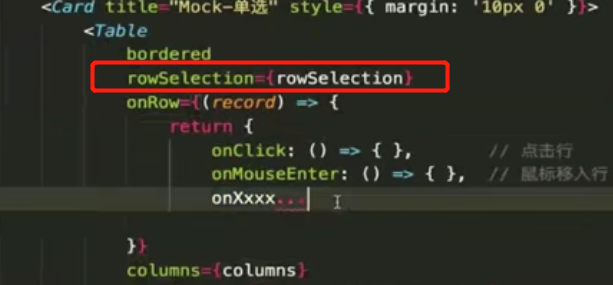 <Card title="Mock-单选" style={{ margin: '10px 0' }}>
<Table
bordered
rowSelection={rowSelection}
onRow={(record) => {
return {
onClick: () => { }, // 点击行
onMouseEnter: () => { }, // 鼠标移入行
onXxxx...
}}
columns={columns}